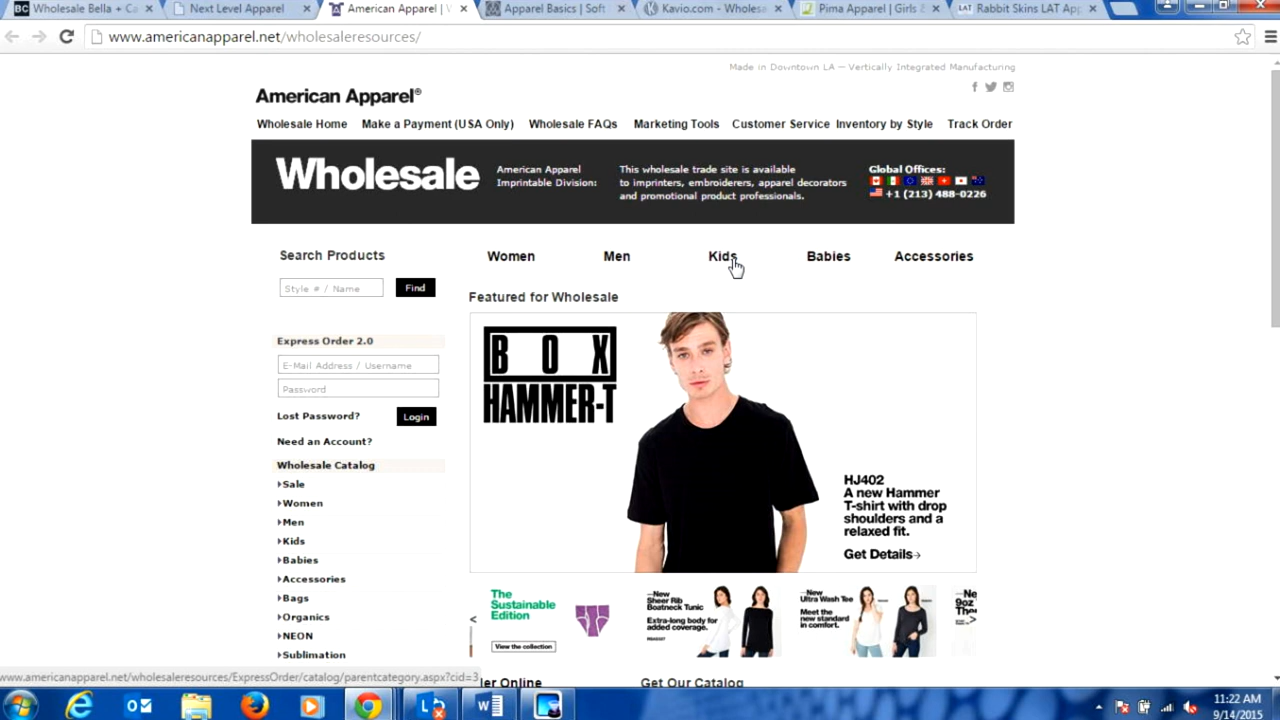 Wholesale Bella + Ca
Next Level Apparel
American Apparel | W
Apparel Basics | Soft
Kavio.com - Wholesa
Pima Apparel | Girls &
Rabbit Skins LAT App
www.americanapparel.net/wholesaleresources/
Made in Downtown LA — Vertically Integrated Manufacturing
American Apparel®
Wholesale Home Make a Payment (USA Only) Wholesale FAQs Marketing Tools Customer Service Inventory by Style Track Order
Wholesale
American Apparel
Imprintable Division:
This wholesale trade site is available
to imprinters, embroiderers, apparel decorators
and promotional product professionals.
Global Offices:
+1 (213) 488-0226
Search Products
Style # / Name
Find
Women Men Kids Babies Accessories
Featured for Wholesale
Express Order 2.0
E-Mail Address / Username
Password
Lost Password?
Login
Need an Account?
Wholesale Catalog
Sale
Women
Men
Kids
Babies
Accessories
Bags
Organics
NEON
Sublimation
BOX
HAMMER-T
HJ402
A new Hammer
T-shirt with drop
shoulders and a
relaxed fit.
Get Details→
<
The
Sustainable
Edition
View the collection
—New
Sheer Rib
Boatneck Tunic
Extra-long body for
added coverage.
—New
Ultra Wash Tee
Meet the
new standard
in comfort.
—Ne
9oz
>
www.americanapparel.net/wholesaleresources/ExpressOrder/catalog/parentcategory.aspx?cid=3
ler Online
Get Our Catalog
11:22 AM
9/14/2015